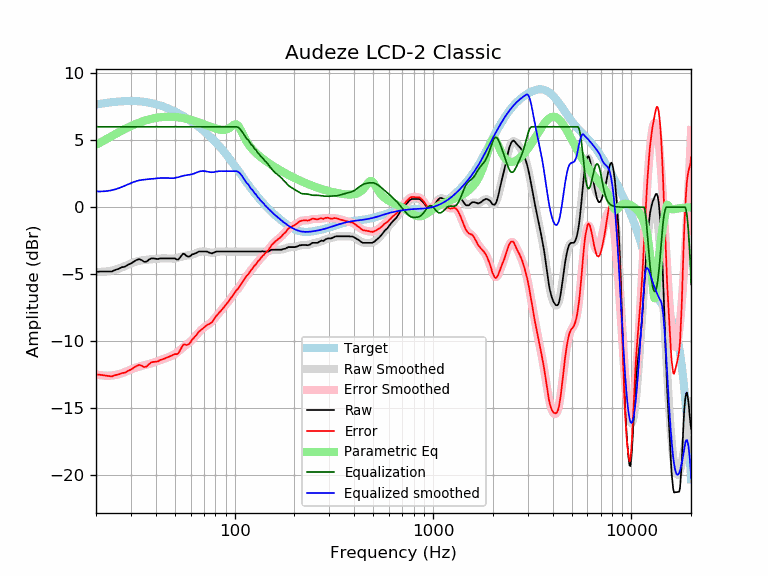 Audeze LCD-2 Classic
Amplitude (dBr)
10
5
0
−5
−10
−15
−20
Target
Raw Smoothed
Error Smoothed
Raw
Error
Parametric Eq
Equalization
Equalized smoothed
100
1000
10000
Frequency (Hz)